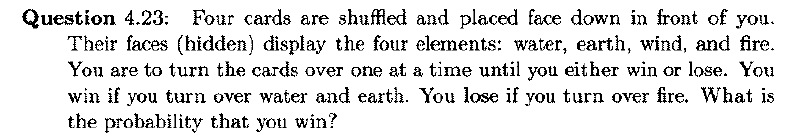 Question 4.23: Four cards are shuffled and placed face down in front of you.
Their faces (hidden) display the four elements: water, earth, wind, and fire.
You are to turn the cards over one at a time until you either win or lose. You
win if you turn over water and earth. You lose if you turn over fire. What is
the probability that you win?